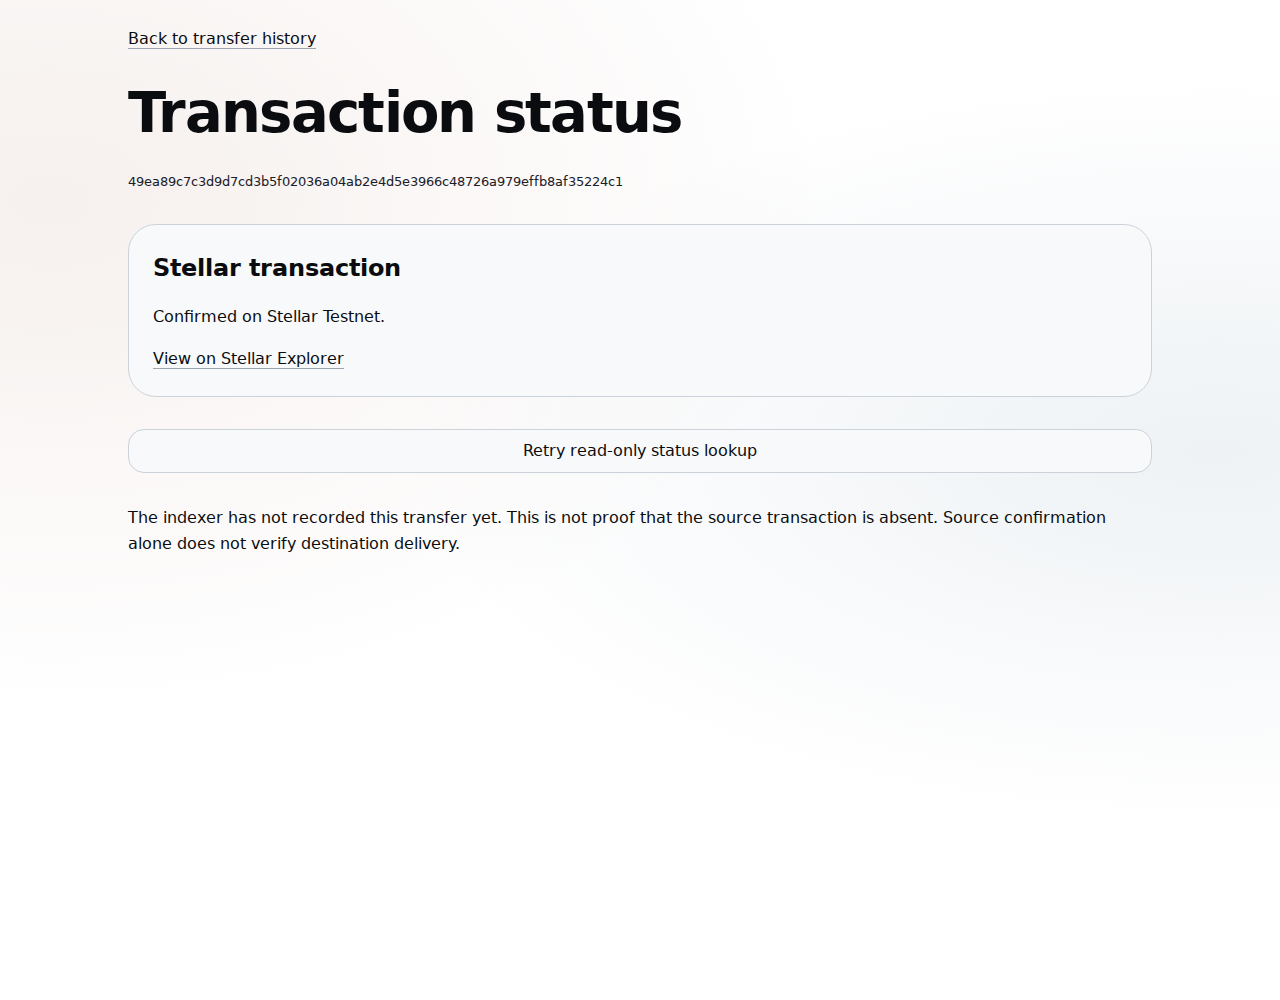 Back to transfer history
Transaction status
49ea89c7c3d9d7cd3b5f02036a04ab2e4d5e3966c48726a979effb8af35224c1
Stellar transaction
Confirmed on Stellar Testnet.
View on Stellar Explorer
Retry read-only status lookup
The indexer has not recorded this transfer yet. This is not proof that the source transaction is absent. Source confirmation
alone does not verify destination delivery.